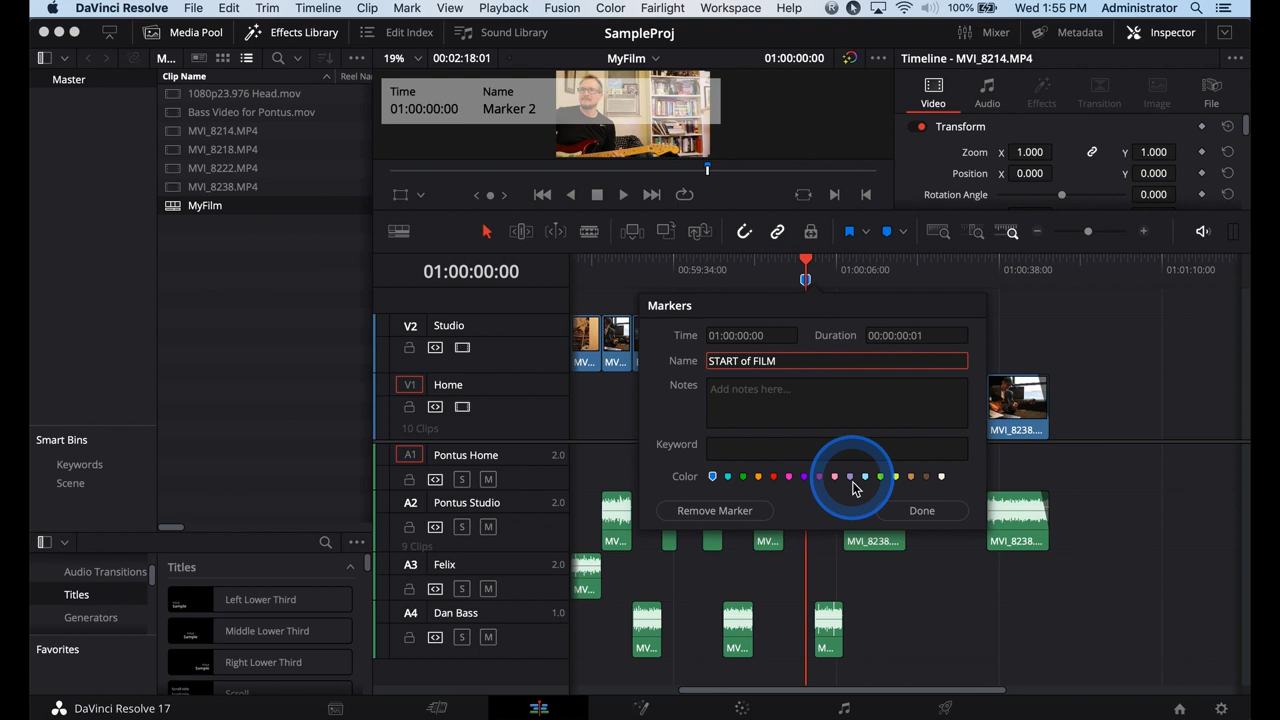 DaVinci Resolve File Edit Trim Timeline Clip Mark View Playback Fusion Color Fairlight Workspace Help 100% Wed 1:55 PM Administrator
Media Pool Effects Library Edit Index Sound Library SampleProj Mixer Metadata Inspector
M... 19% 00:02:18:01 MyFilm 01:00:00:00 Timeline - MVI_8214.MP4
Master
Clip Name Reel Nam
1080p23.976 Head.mov
Bass Video for Pontus.mov
MVI_8214.MP4
MVI_8218.MP4
MVI_8222.MP4
MVI_8238.MP4
MyFilm
Time Name
01:00:00:00 Marker 2
Video Audio Effects Transition Image File
Transform
Zoom X 1.000 Y 1.000
Position X 0.000 Y 0.000
Rotation Angle 0.000
01:00:00:00
00:59:34:00 01:00:06:00 01:00:38:00 01:01:10:00
V2 Studio
V1 Home
10 Clips
A1 Pontus Home 2.0
S M
A2 Pontus Studio 2.0
S M
9 Clips
A3 Felix 2.0
S M
A4 Dan Bass 1.0
S M
MV... MV...
MVI_8238....
MV... MV... MVI_8238.... MVI_8238....
MV...
MV... MV... M...
Markers
Time 01:00:00:00 Duration 00:00:00:01
Name START of FILM
Notes Add notes here...
Keyword
Color
Remove Marker Done
Smart Bins
Keywords
Scene
Audio Transitions
Titles
Generators
Favorites
Titles
Left Lower Third
Middle Lower Third
Right Lower Third
Scroll
DaVinci Resolve 17